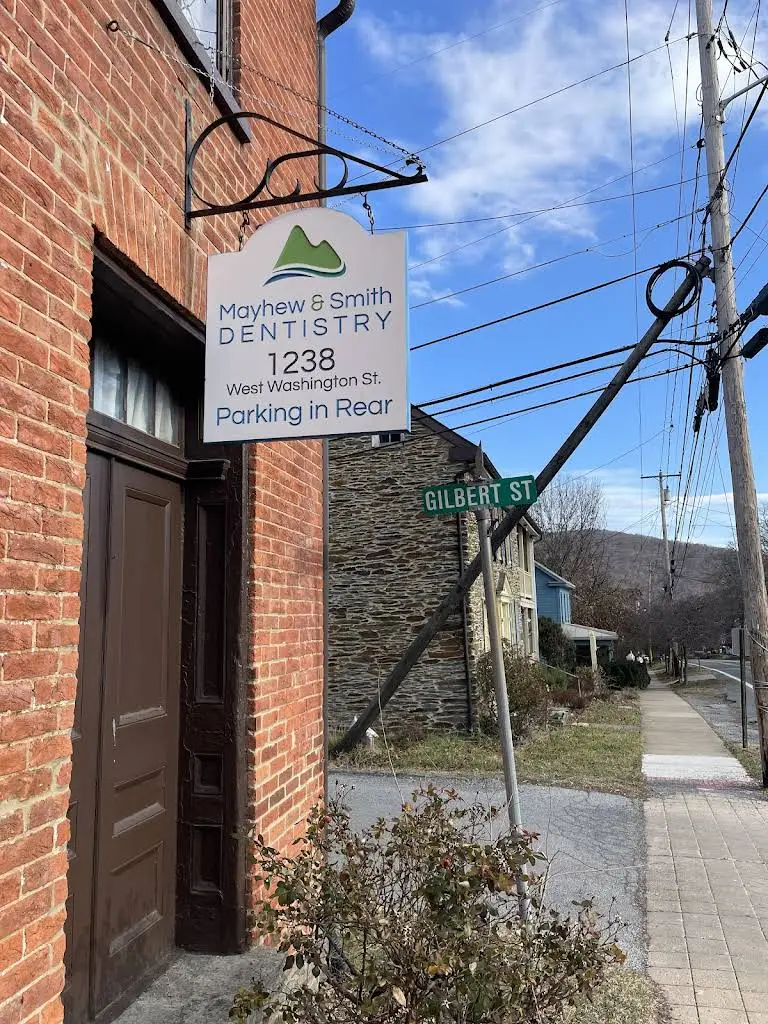 Mayhew & Smith
DENTISTRY
1238
West Washington St.
Parking in Rear
GILBERT ST